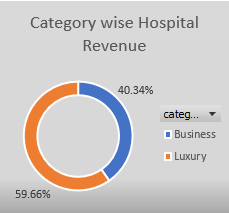 Category wise Hospital
Revenue
40.34%
categ...
Business
Luxury
59.66%